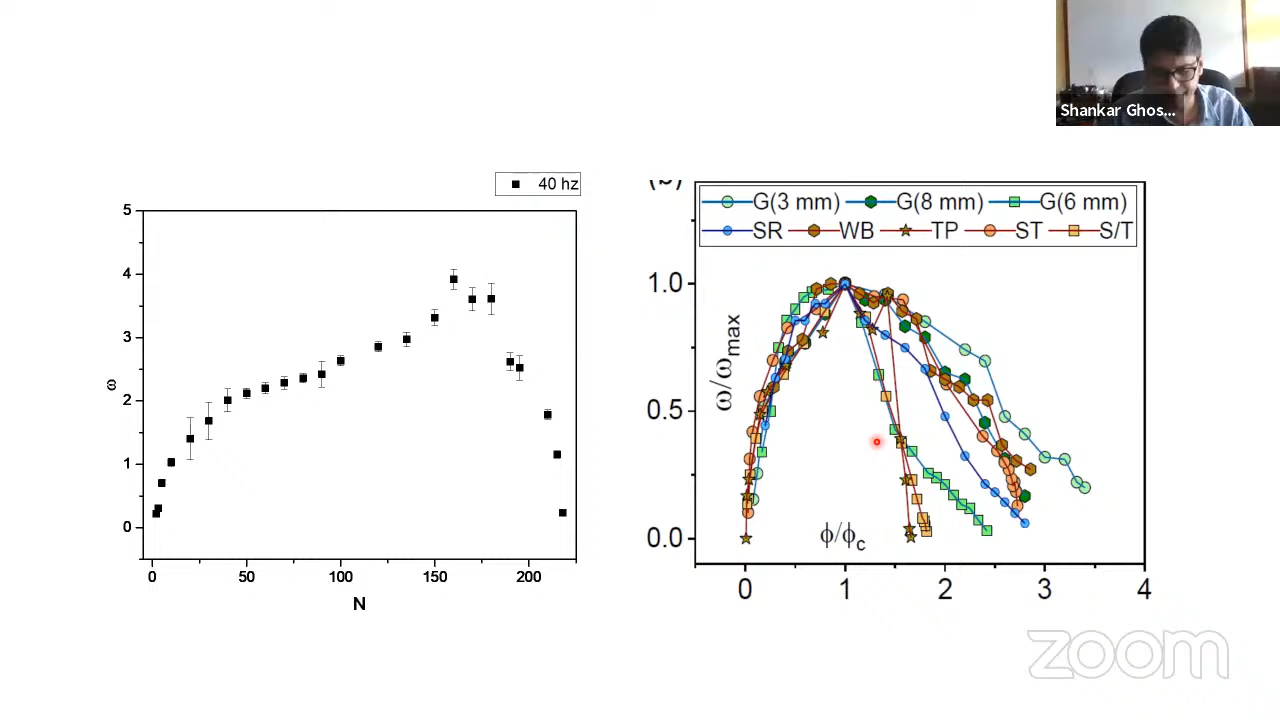 Shankar Ghos...
40 hz
5
4
3
2
1
0
ω
0 50 100 150 200
N
G(3 mm) G(8 mm) G(6 mm)
SR WB TP ST S/T
1.0
0.5
0.0
ω/ωmax
ϕ/ϕc
0 1 2 3 4
zoom